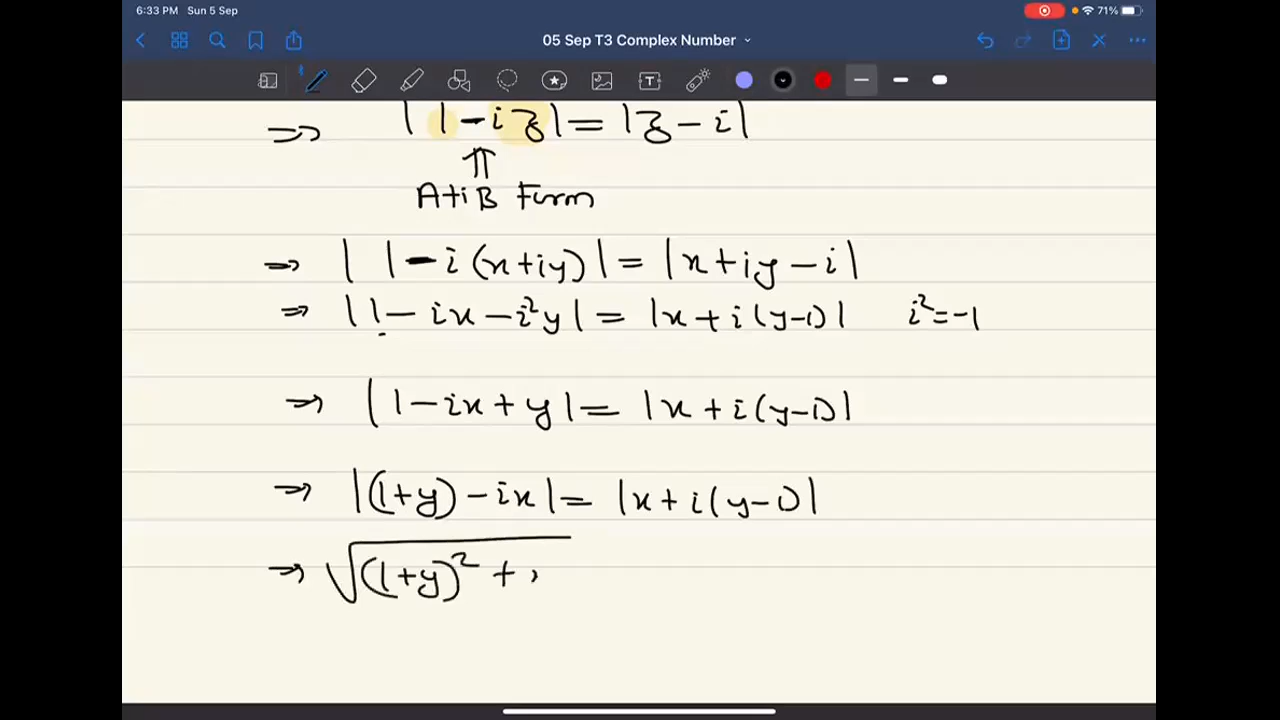 6:33 PM Sun 5 Sep 71%
05 Sep T3 Complex Number
⇒ |1-iz| = |z-i|
⇑
A+iB Form
⇒ |1-i(x+iy)| = |x+iy-i|
⇒ |1-ix-i²y| = |x+i(y-1)| i²=-1
⇒ |1-ix+y| = |x+i(y-1)|
⇒ |(1+y)-ix| = |x+i(y-1)|
⇒ √(1+y)² +